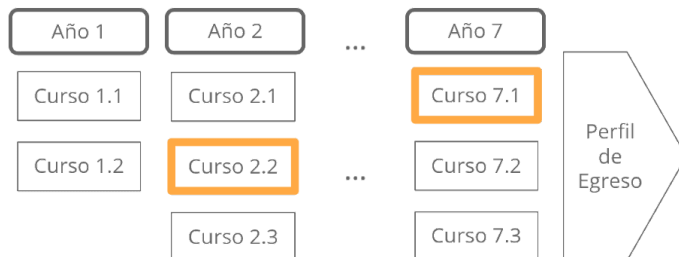 Año 1
Año 2
...
Año 7
Curso 1.1
Curso 2.1
Curso 7.1
Curso 1.2
Curso 2.2
...
Curso 7.2
Curso 2.3
Curso 7.3
Perfil
de
Egreso